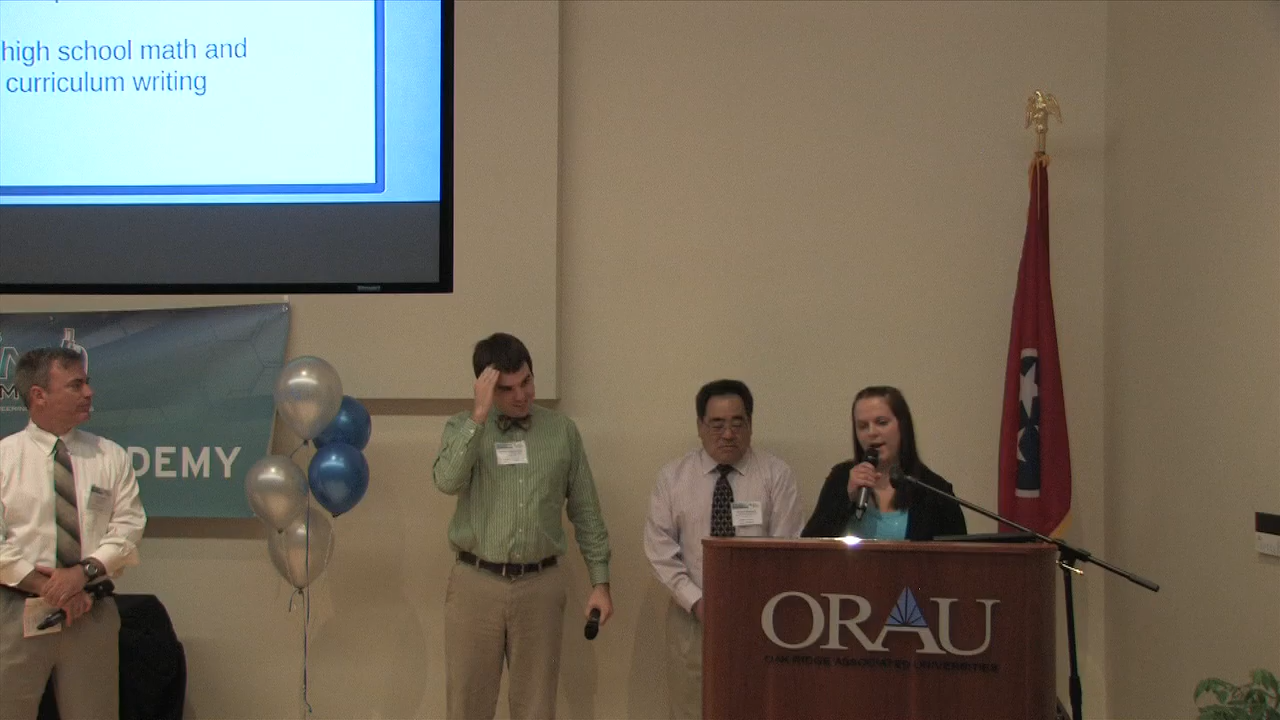 high school math and
curriculum writing
DEMY
ORAU
OAK RIDGE ASSOCIATED UNIVERSITIES